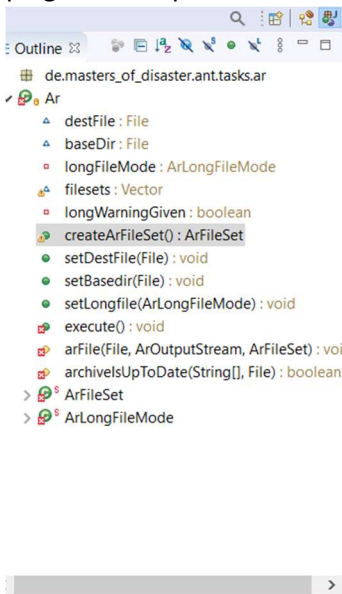 Outline
de.masters_of_disaster.ant.tasks.ar
Ar
destFile : File
baseDir : File
longFileMode : ArLongFileMode
filesets : Vector
longWarningGiven : boolean
createArFileSet() : ArFileSet
setDestFile(File) : void
setBasedir(File) : void
setLongfile(ArLongFileMode) : void
execute() : void
arFile(File, ArOutputStream, ArFileSet) : voi
archiveIsUpToDate(String[], File) : boolean
S ArFileSet
S ArLongFileMode